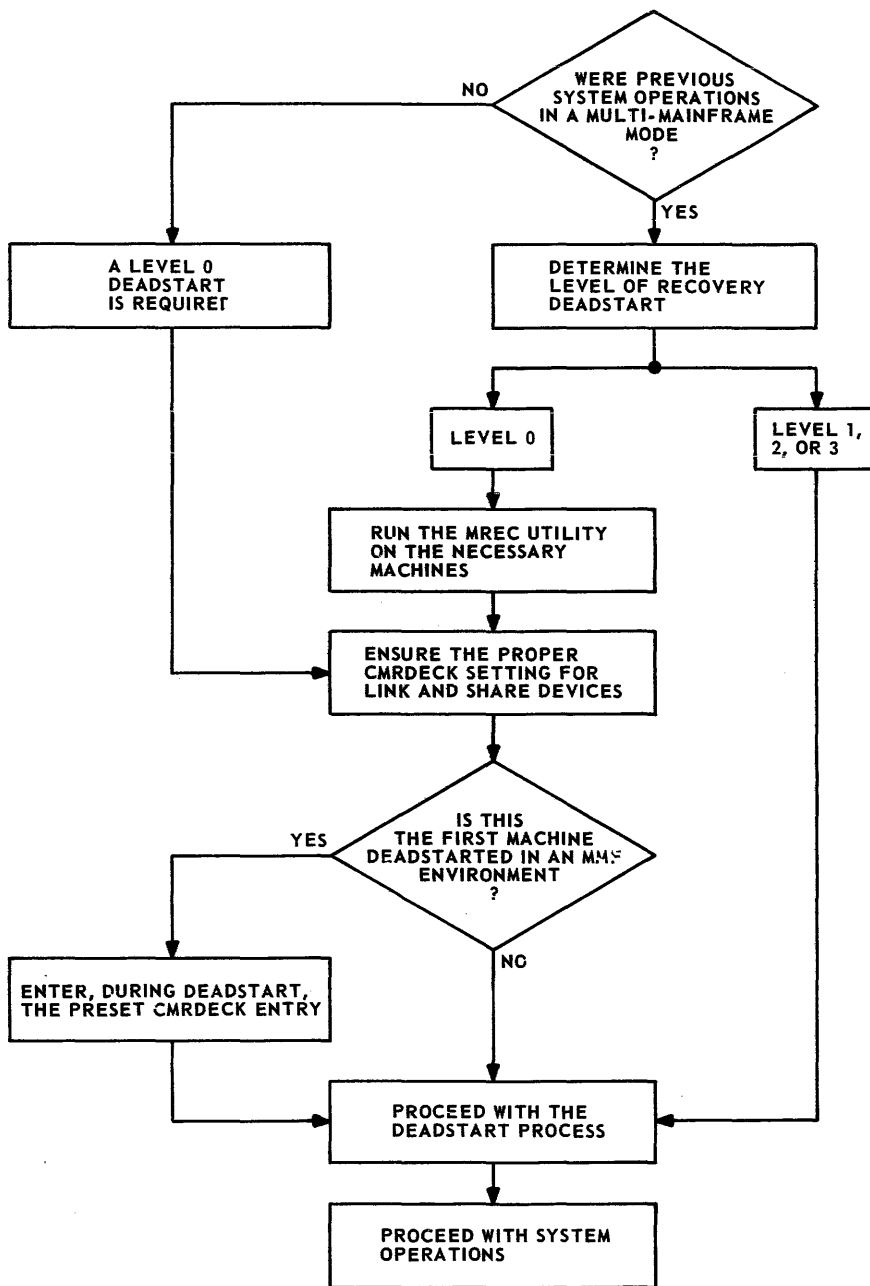 WERE PREVIOUS
SYSTEM OPERATIONS
IN A MULTI-MAINFRAME
MODE
?
NO
YES
A LEVEL 0
DEADSTART
IS REQUIRED
DETERMINE THE
LEVEL OF RECOVERY
DEADSTART
LEVEL 0
LEVEL 1,
2, OR 3
RUN THE MREC UTILITY
ON THE NECESSARY
MACHINES
ENSURE THE PROPER
CMRDECK SETTING FOR
LINK AND SHARE DEVICES
IS THIS
THE FIRST MACHINE
DEADSTARTED IN AN MMF
ENVIRONMENT
?
YES
NO
ENTER, DURING DEADSTART,
THE PRESET CMRDECK ENTRY
PROCEED WITH THE
DEADSTART PROCESS
PROCEED WITH SYSTEM
OPERATIONS